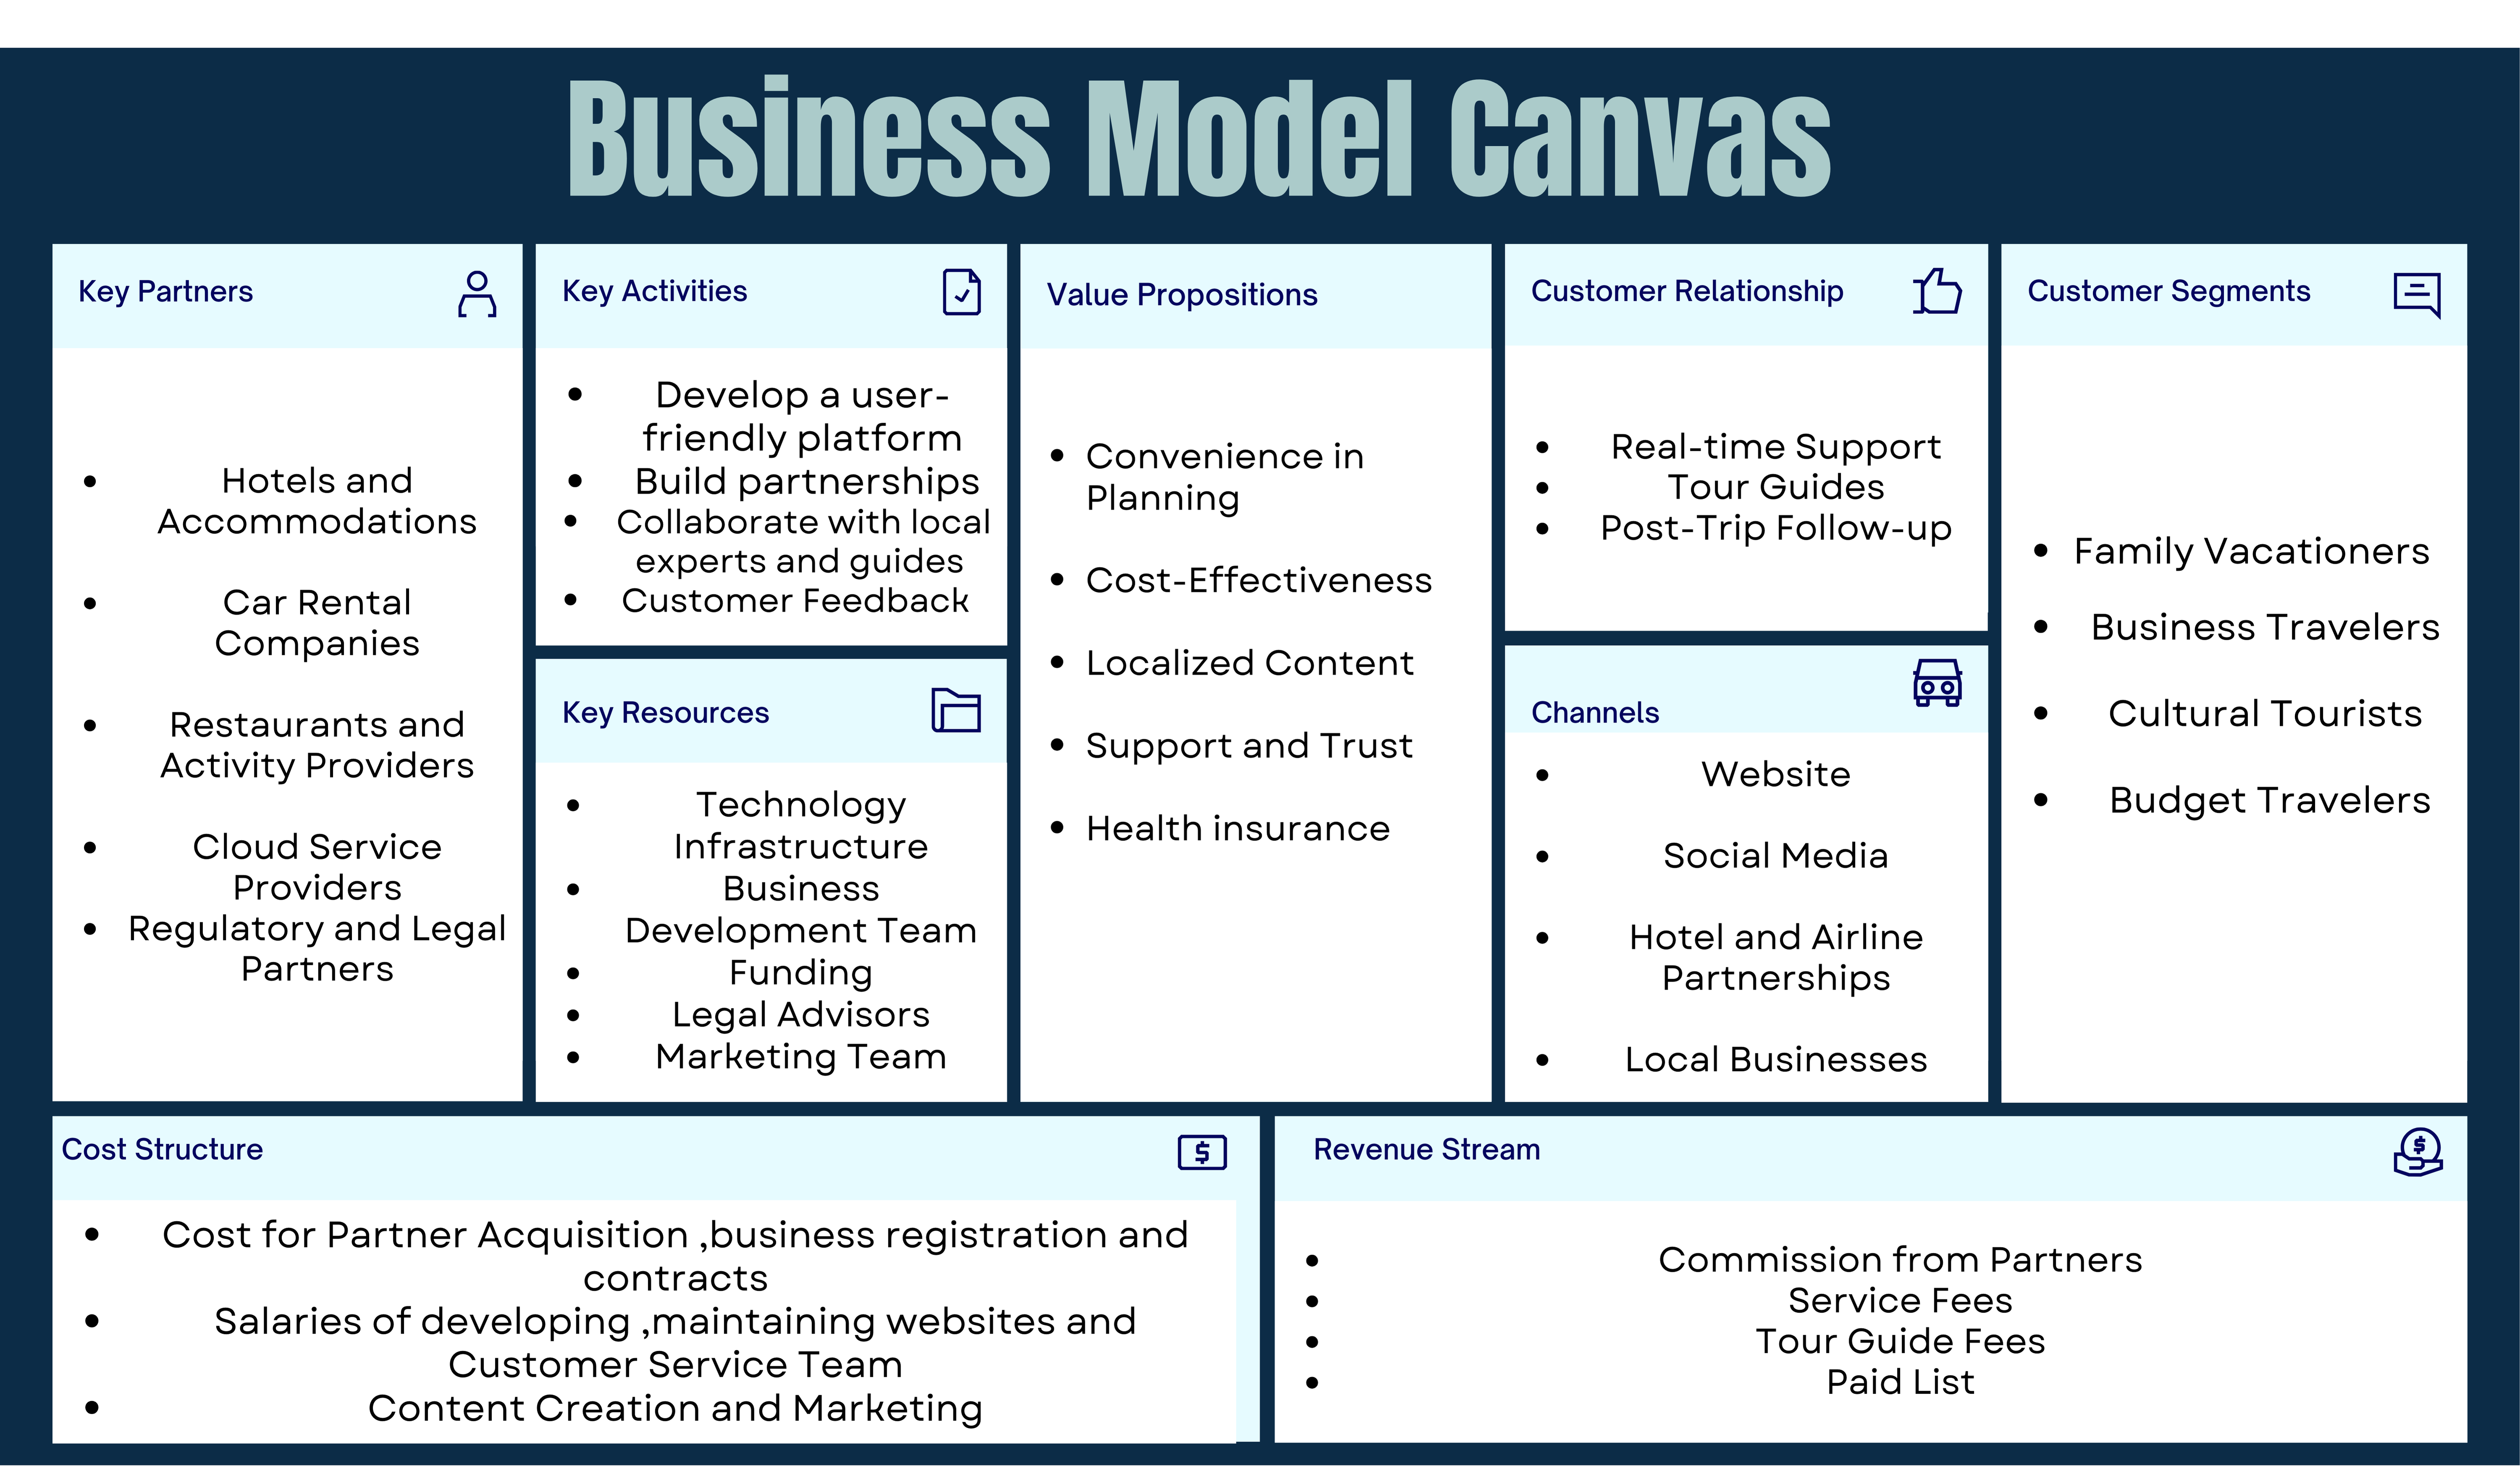 Business Model Canvas
Key Partners
• Hotels and
Accommodations
• Car Rental
Companies
• Restaurants and
Activity Providers
• Cloud Service
Providers
• Regulatory and Legal
Partners
Key Activities
• Develop a user-
friendly platform
• Build partnerships
• Collaborate with local
experts and guides
• Customer Feedback
Key Resources
• Technology
Infrastructure
• Business
Development Team
• Funding
• Legal Advisors
• Marketing Team
Value Propositions
• Convenience in
Planning
• Cost-Effectiveness
• Localized Content
• Support and Trust
• Health insurance
Customer Relationship
• Real-time Support
• Tour Guides
• Post-Trip Follow-up
Channels
• Website
• Social Media
• Hotel and Airline
Partnerships
• Local Businesses
Customer Segments
• Family Vacationers
• Business Travelers
• Cultural Tourists
• Budget Travelers
Cost Structure
$
• Cost for Partner Acquisition ,business registration and
contracts
• Salaries of developing ,maintaining websites and
Customer Service Team
• Content Creation and Marketing
Revenue Stream
$
• Commission from Partners
• Service Fees
• Tour Guide Fees
• Paid List